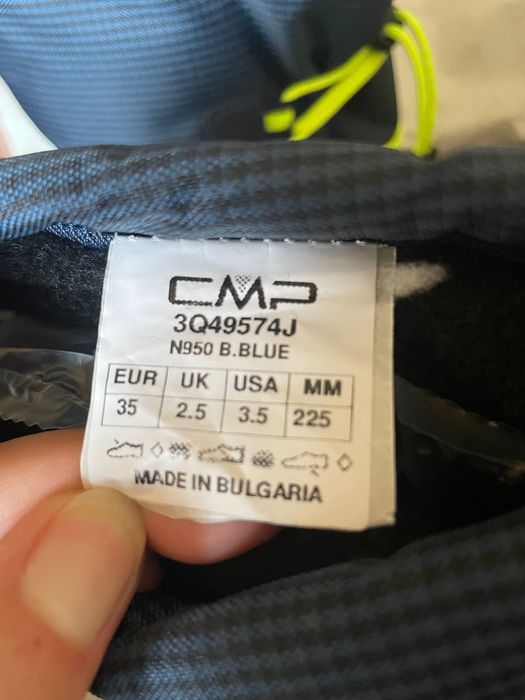 CMP
3Q49574J
N950 B.BLUE
EUR UK USA MM
35 2.5 3.5 225
MADE IN BULGARIA